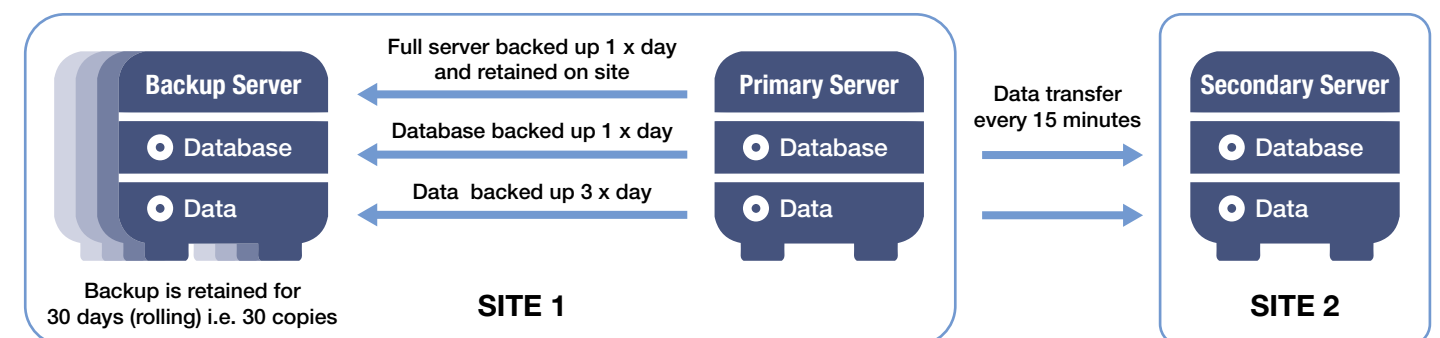 Backup Server
Database
Data
Backup is retained for
30 days (rolling) i.e. 30 copies
Full server backed up 1 x day
and retained on site
Database backed up 1 x day
Data backed up 3 x day
SITE 1
Primary Server
Database
Data
Data transfer
every 15 minutes
Secondary Server
Database
Data
SITE 2